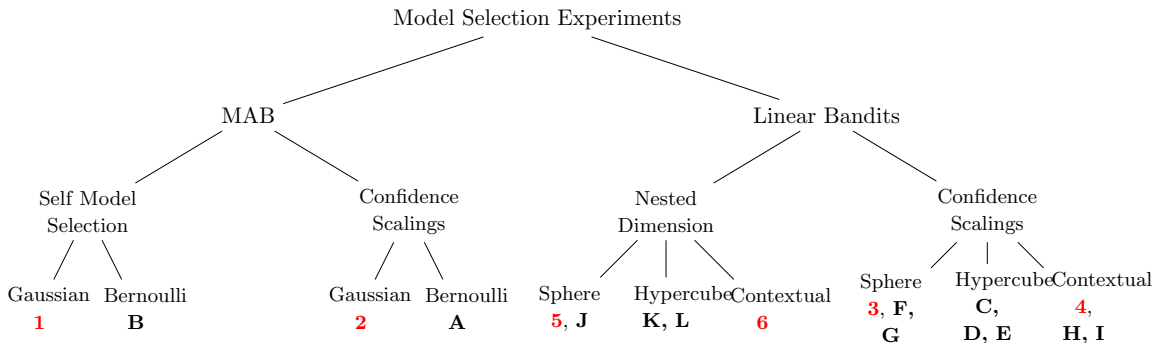 Model Selection Experiments
MAB
Linear Bandits
Self Model
Selection
Confidence
Scalings
Nested
Dimension
Confidence
Scalings
Gaussian
1
Bernoulli
B
Gaussian
2
Bernoulli
A
Sphere
5, J
Hypercube
K, L
Contextual
6
Sphere
3, F,
G
Hypercube
C,
D, E
Contextual
4,
H, I